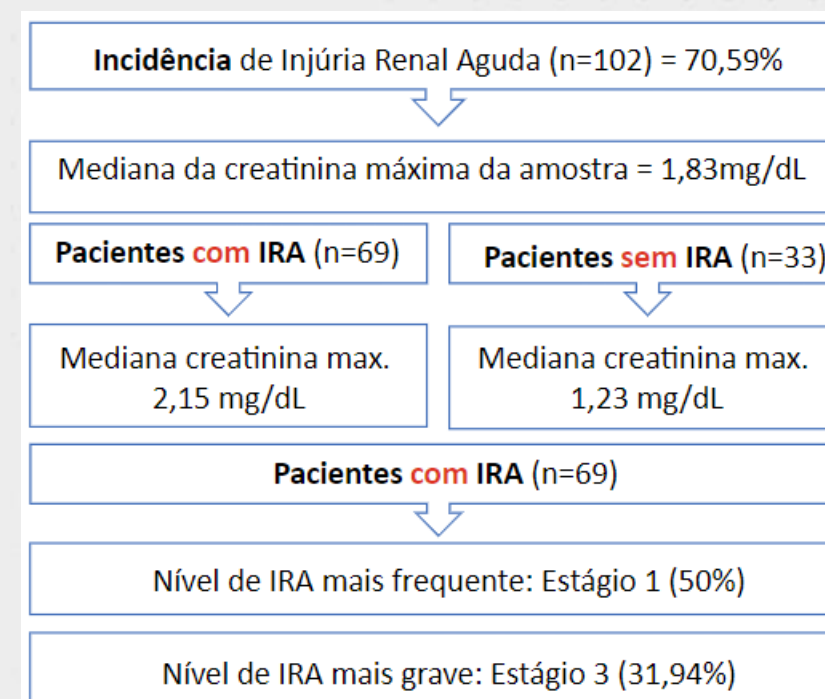 Incidência de Injúria Renal Aguda (n=102) = 70,59%
Mediana da creatinina máxima da amostra = 1,83mg/dL
Pacientes com IRA (n=69)
Pacientes sem IRA (n=33)
Mediana creatinina max.
2,15 mg/dL
Mediana creatinina max.
1,23 mg/dL
Pacientes com IRA (n=69)
Nível de IRA mais frequente: Estágio 1 (50%)
Nível de IRA mais grave: Estágio 3 (31,94%)